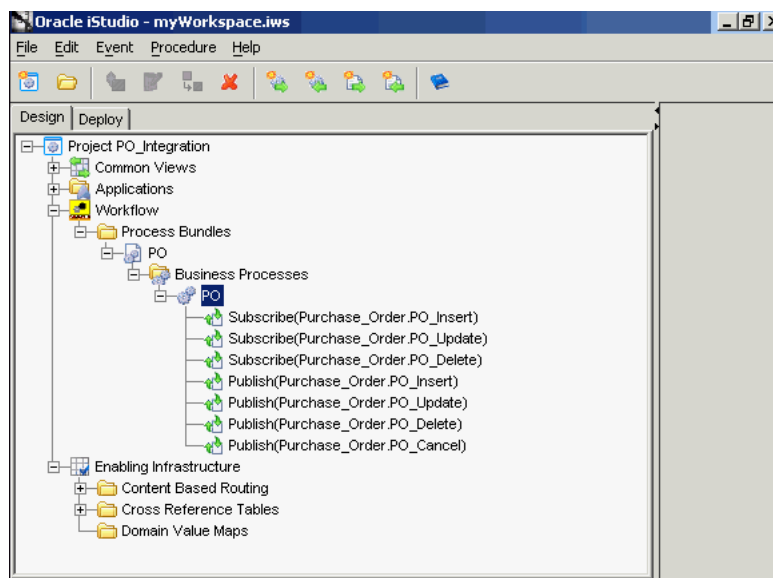 Oracle iStudio - myWorkspace.iws
File Edit Event Procedure Help
Design Deploy
Project PO_Integration
Common Views
Applications
Workflow
Process Bundles
PO
Business Processes
PO
Subscribe(Purchase_Order.PO_Insert)
Subscribe(Purchase_Order.PO_Update)
Subscribe(Purchase_Order.PO_Delete)
Publish(Purchase_Order.PO_Insert)
Publish(Purchase_Order.PO_Update)
Publish(Purchase_Order.PO_Delete)
Publish(Purchase_Order.PO_Cancel)
Enabling Infrastructure
Content Based Routing
Cross Reference Tables
Domain Value Maps